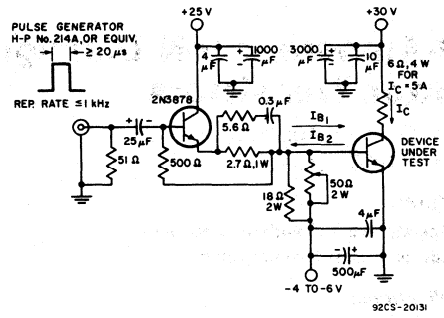 PULSE GENERATOR
H-P No. 214A, OR EQUIV.
≥ 20 μs
REP. RATE ≤ 1 kHz
+25 V
4 μF
1000 μF
+30 V
3000 μF
10 μF
6 Ω, 4 W
FOR
IC = 5A
IC
2N3878
0.3 μF
5.6 Ω
2.7 Ω, 1W
IB1
IB2
25 μF
51 Ω
500 Ω
DEVICE
UNDER
TEST
18 Ω
2W
50 Ω
2 W
4 μF
500 μF
-4 TO -6 V
92CS-20131